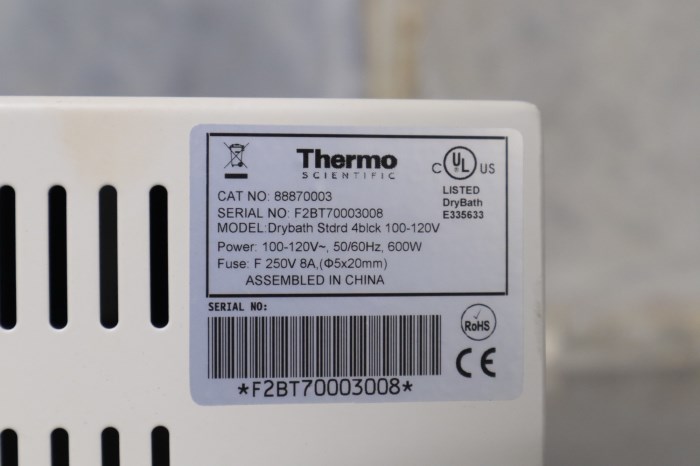 Thermo
SCIENTIFIC
C UL US
LISTED
DryBath
E335633
CAT NO: 88870003
SERIAL NO: F2BT70003008
MODEL:Drybath Stdrd 4blck 100-120V
Power: 100-120V~, 50/60Hz, 600W
Fuse: F 250V 8A,(Φ5x20mm)
ASSEMBLED IN CHINA
SERIAL NO:
*F2BT70003008*
RoHS
CE